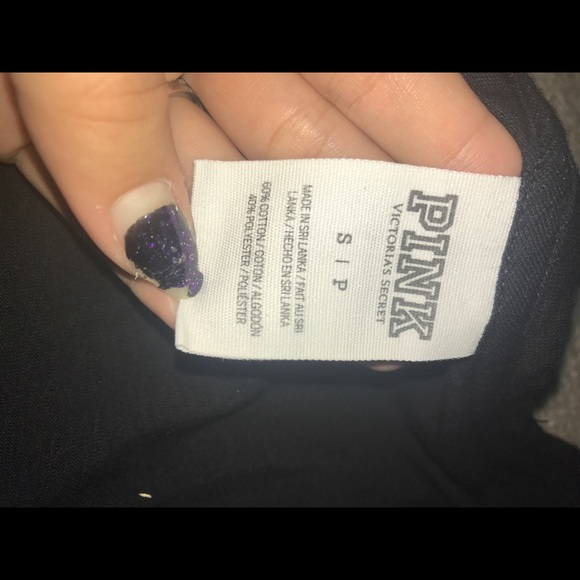 PINK
VICTORIA'S SECRET
S | P
MADE IN SRI LANKA / FAIT AU SRI
LANKA / HECHO EN SRI LANKA
60% COTTON / COTON / ALGODÓN
40% POLYESTER / POLIÉSTER